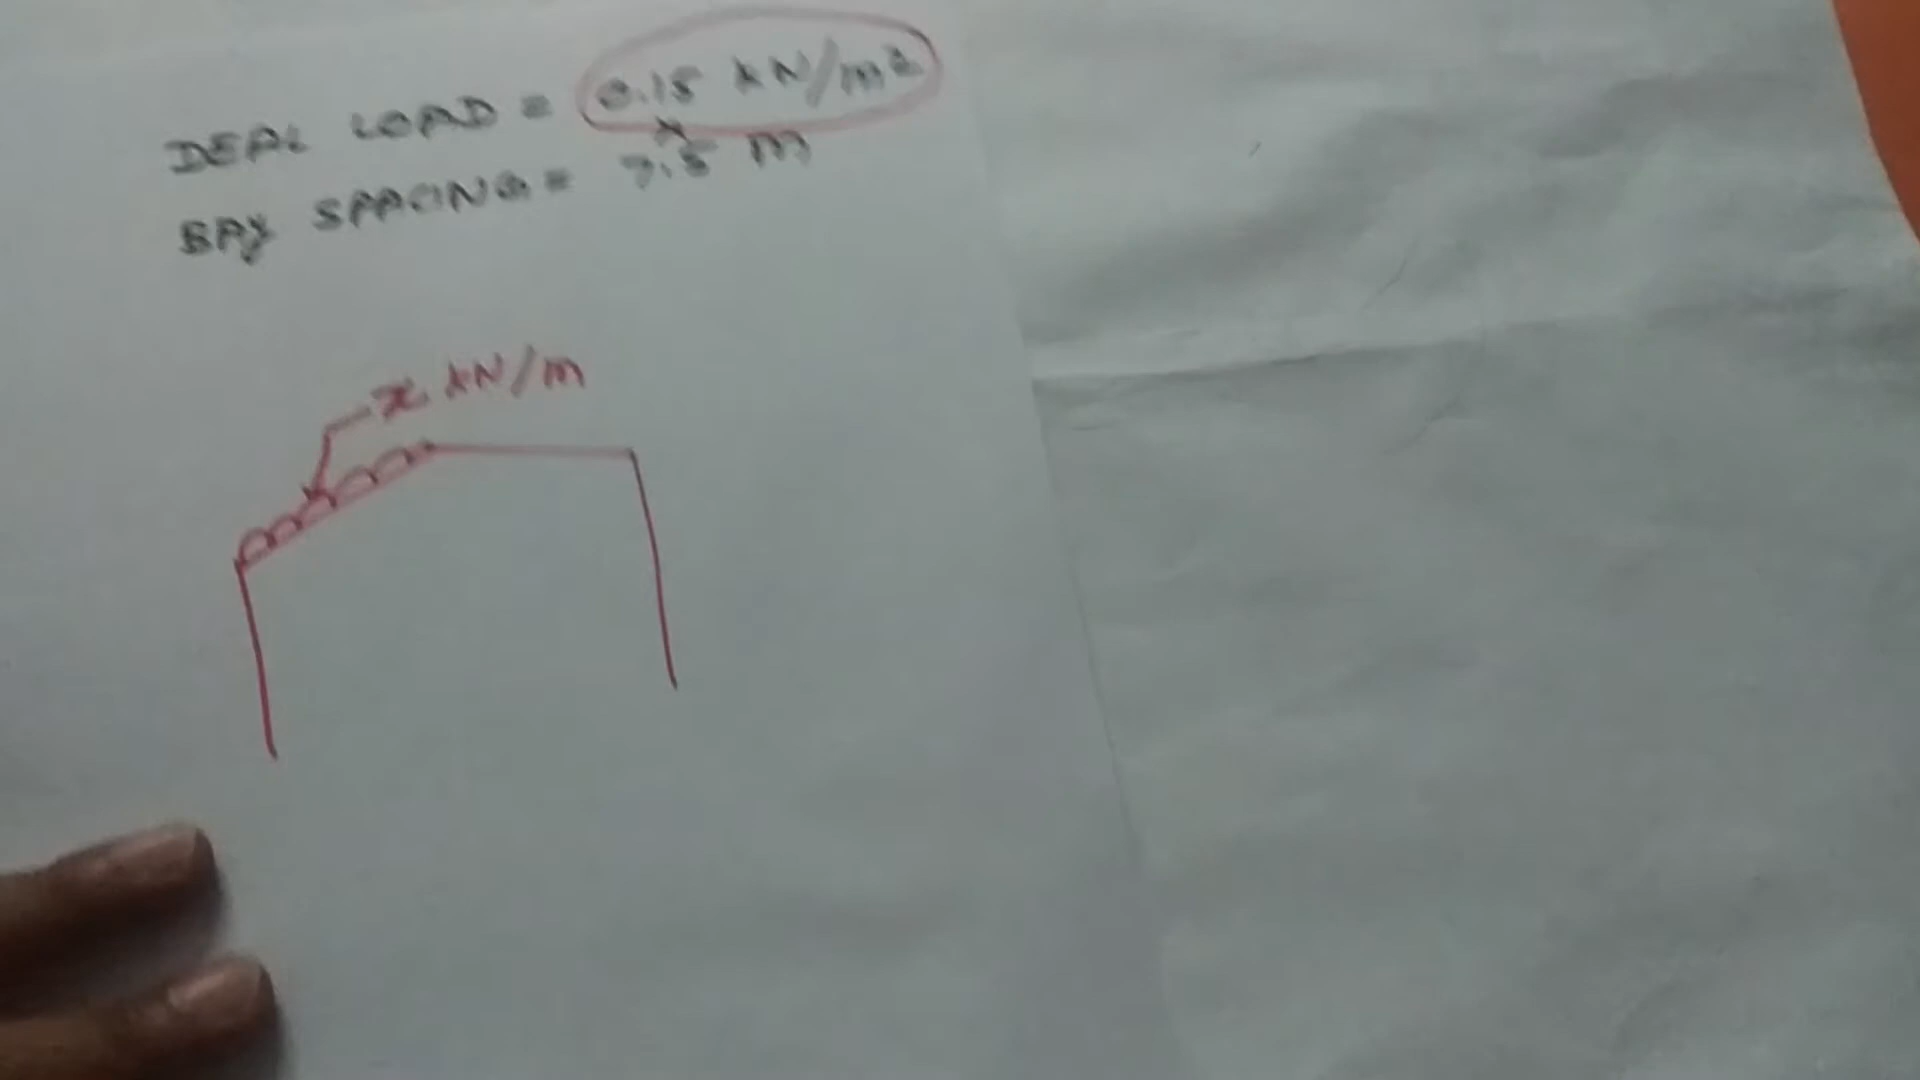 DEAL LOAD = 0.15 kN/m²
×
BAY SPACING = 7.5 m
x kN/m